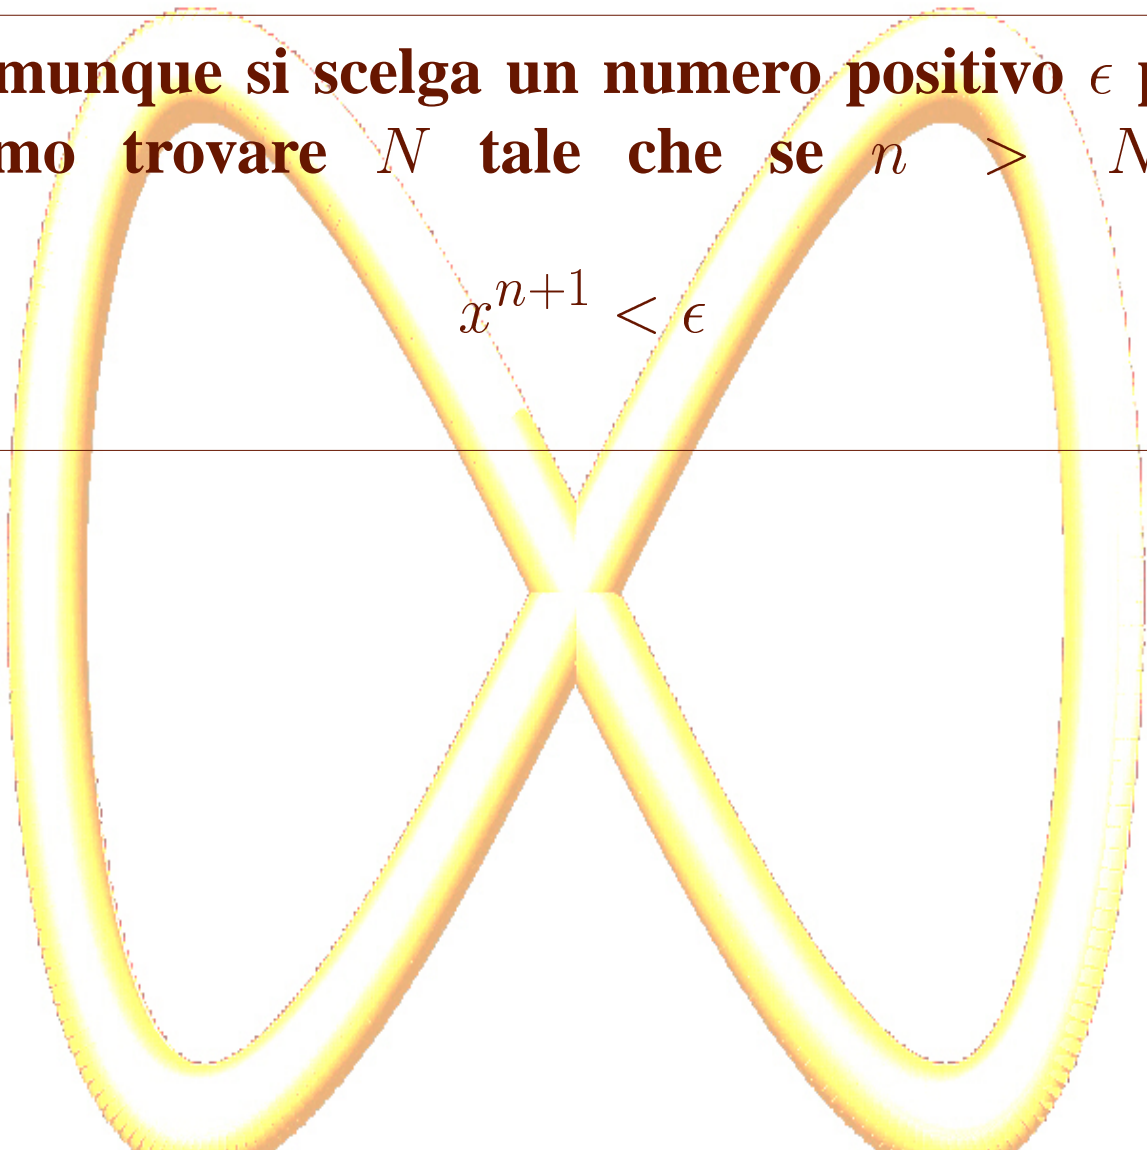 munque si scelga un numero positivo ϵ p
mo trovare N tale che se n > N
x^{n+1} < ϵ